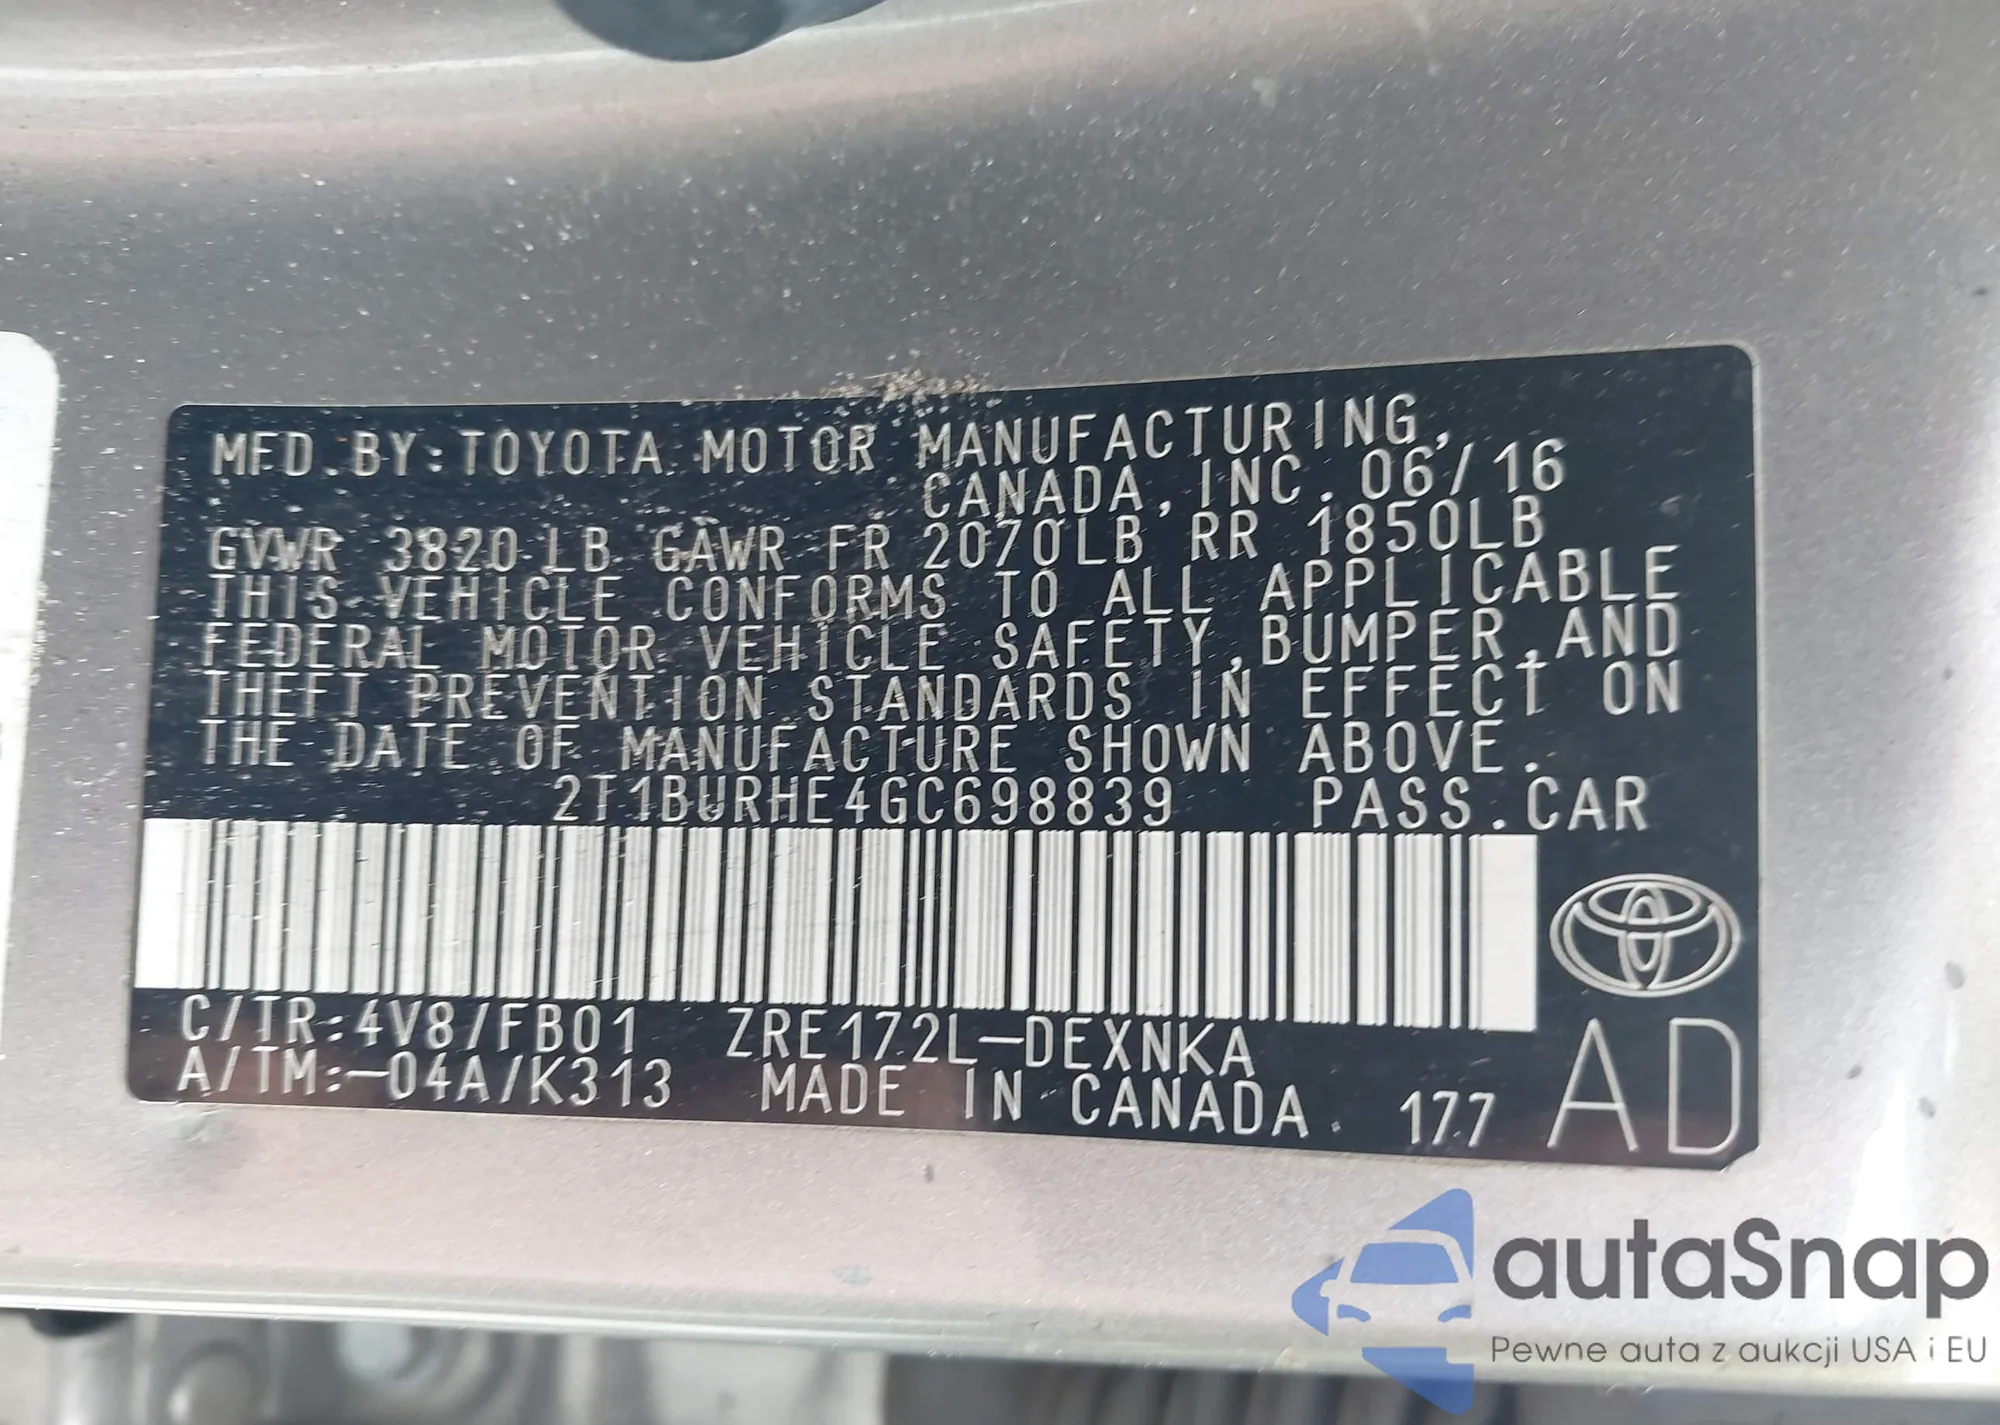 MFD.BY:TOYOTA MOTOR MANUFACTURING,
CANADA,INC. 06/16
GVWR 3820 LB GAWR FR 2070LB RR 1850LB
THIS VEHICLE CONFORMS TO ALL APPLICABLE
FEDERAL MOTOR VEHICLE SAFETY,BUMPER,AND
THEFT PREVENTION STANDARDS IN EFFECT ON
THE DATE OF MANUFACTURE SHOWN ABOVE.
2T1BURHE4GC698839 PASS.CAR
C/TR:4V8/FB01 ZRE172L-DEXNKA
A/TM:-04A/K313 MADE IN CANADA. 177 AD
autaSnap
Pewne auta z aukcji USA i EU